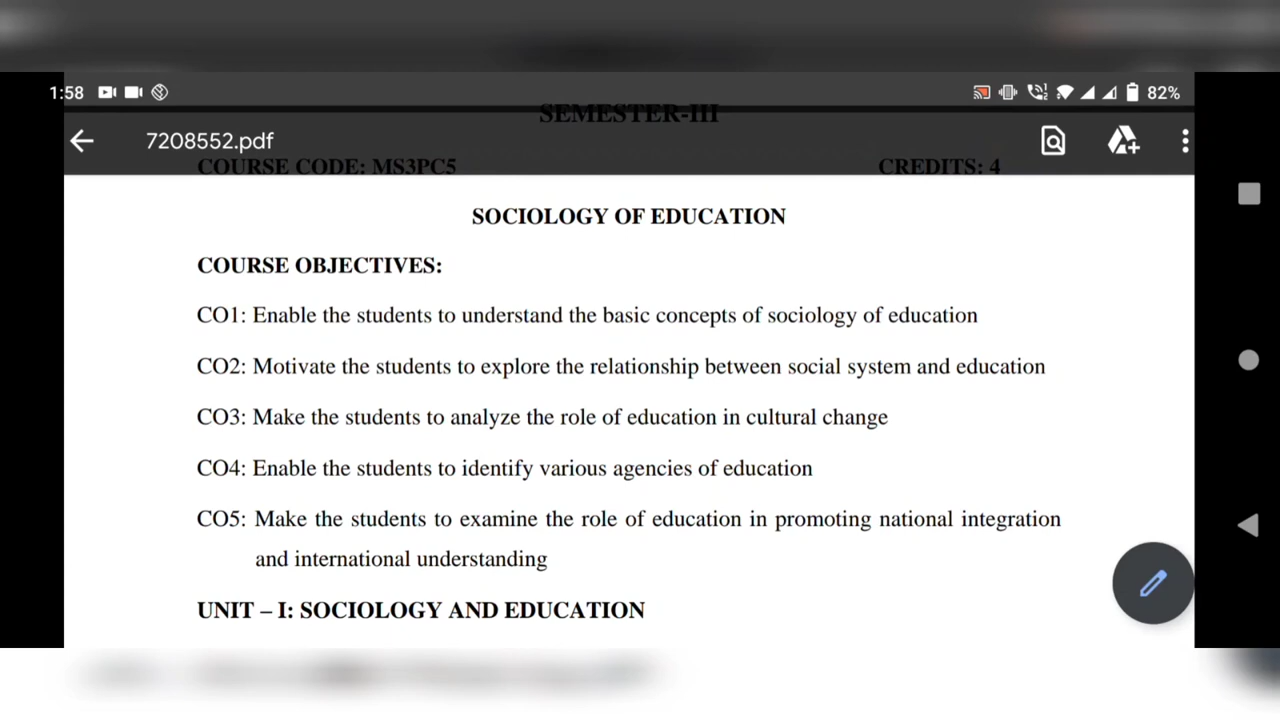 1:58
82%
SEMESTER-III
7208552.pdf
COURSE CODE: MS3PC5 CREDITS: 4
SOCIOLOGY OF EDUCATION
COURSE OBJECTIVES:
CO1: Enable the students to understand the basic concepts of sociology of education
CO2: Motivate the students to explore the relationship between social system and education
CO3: Make the students to analyze the role of education in cultural change
CO4: Enable the students to identify various agencies of education
CO5: Make the students to examine the role of education in promoting national integration
and international understanding
UNIT – I: SOCIOLOGY AND EDUCATION